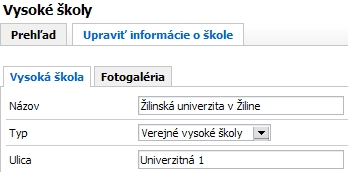 Vysoké školy
Prehľad Upraviť informácie o škole
Vysoká škola Fotogaléria
Názov Žilinská univerzita v Žiline
Typ Verejné vysoké školy
Ulica Univerzitná 1